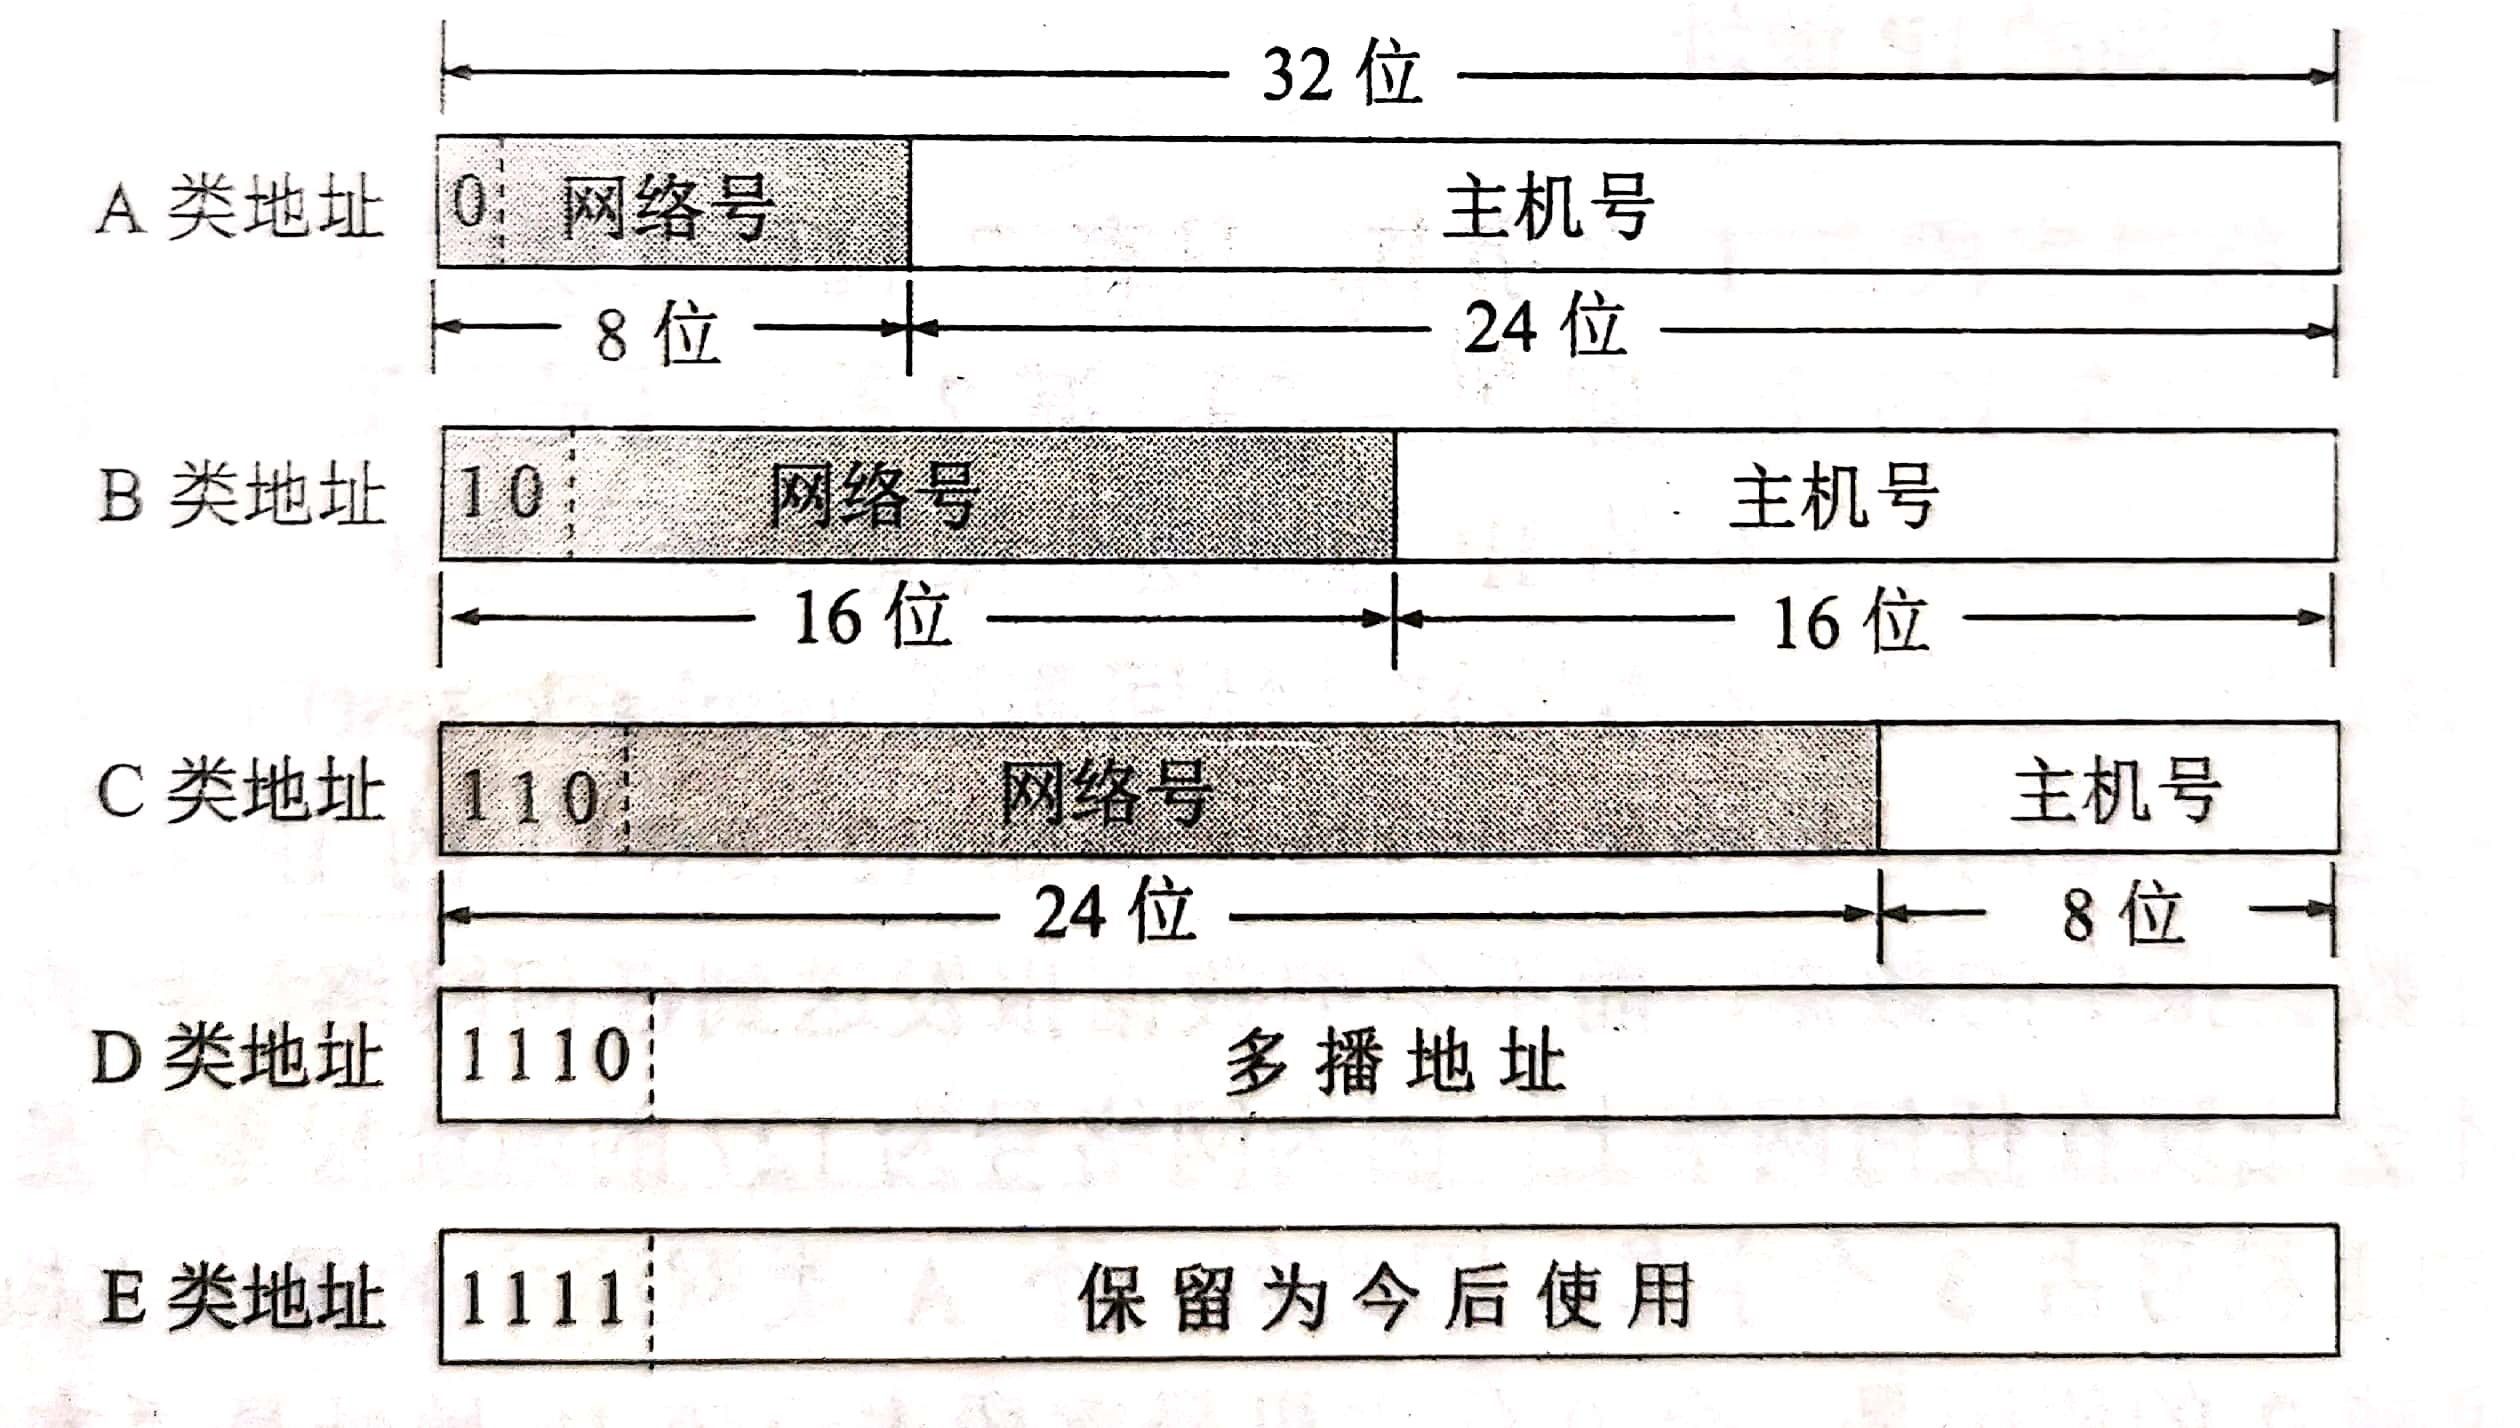 32 位
A 类地址 0 网络号 主机号
8 位 24 位
B 类地址 10 网络号 主机号
16 位 16 位
C 类地址 110 网络号 主机号
24 位 8 位
D 类地址 1110 多播地址
E 类地址 1111 保留为今后使用